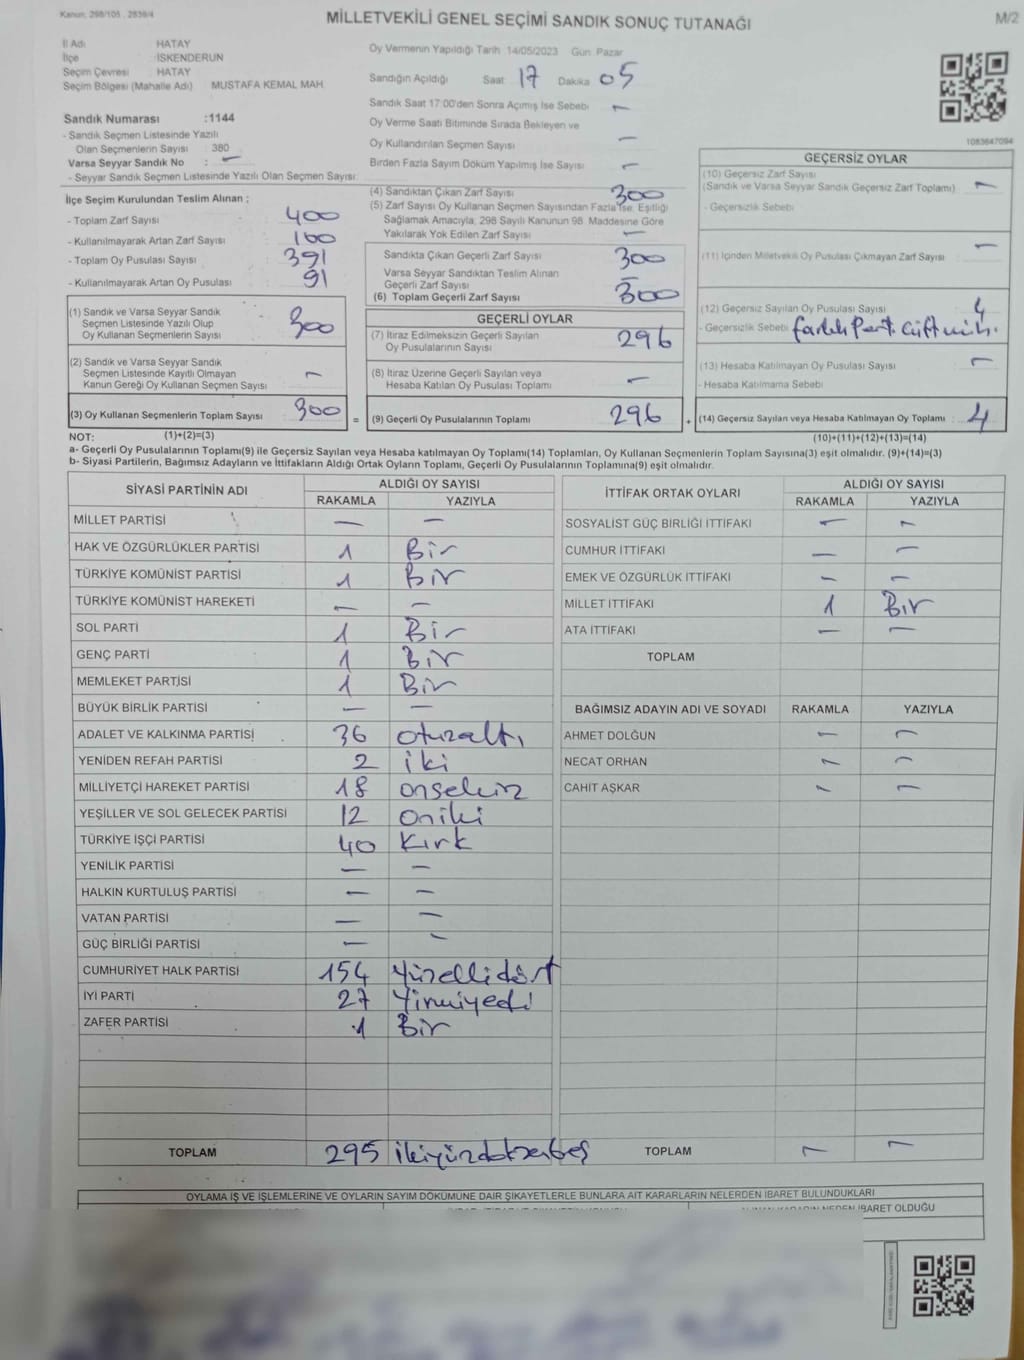 Kanun: 298/105 , 2839/4
MİLLETVEKİLİ GENEL SEÇİMİ SANDIK SONUÇ TUTANAĞI
M/2
İl Adı HATAY
İlçe İSKENDERUN
Seçim Çevresi HATAY
Seçim Bölgesi (Mahalle Adı) MUSTAFA KEMAL MAH.
Oy Vermenin Yapıldığı Tarih 14/05/2023 Gün Pazar
Sandığın Açıldığı Saat 17 Dakika 05
Sandık Saat 17:00'den Sonra Açımış İse Sebebi —
Oy Verme Saati Bitiminde Sırada Bekleyen ve
Oy Kullandırılan Seçmen Sayısı —
Birden Fazla Sayım Döküm Yapılmış İse Sayısı —
Sandık Numarası :1144
- Sandık Seçmen Listesinde Yazılı
Olan Seçmenlerin Sayısı : 380
Varsa Seyyar Sandık No : —
- Seyyar Sandık Seçmen Listesinde Yazılı Olan Seçmen Sayısı:
1083647094
İlçe Seçim Kurulundan Teslim Alınan ;
- Toplam Zarf Sayısı : 400
- Kullanılmayarak Artan Zarf Sayısı : 100
- Toplam Oy Pusulası Sayısı : 391
- Kullanılmayarak Artan Oy Pusulası : 91
(1) Sandık ve Varsa Seyyar Sandık
Seçmen Listesinde Yazılı Olup
Oy Kullanan Seçmenlerin Sayısı : 300
(2) Sandık ve Varsa Seyyar Sandık
Seçmen Listesinde Kayıtlı Olmayan
Kanun Gereği Oy Kullanan Seçmen Sayısı : —
(3) Oy Kullanan Seçmenlerin Toplam Sayısı : 300 =
(4) Sandıktan Çıkan Zarf Sayısı 300
(5) Zarf Sayısı Oy Kullanan Seçmen Sayısından Fazla ise, Eşitliği
Sağlamak Amacıyla, 298 Sayılı Kanunun 98. Maddesine Göre
Yakılarak Yok Edilen Zarf Sayısı —
Sandıkta Çıkan Geçerli Zarf Sayısı 300
Varsa Seyyar Sandıktan Teslim Alınan
Geçerli Zarf Sayısı —
(6) Toplam Geçerli Zarf Sayısı 300
GEÇERLİ OYLAR
(7) İtiraz Edilmeksizin Geçerli Sayılan
Oy Pusulalarının Sayısı 296
(8) İtiraz Üzerine Geçerli Sayılan veya
Hesaba Katılan Oy Pusulası Toplamı —
(9) Geçerli Oy Pusulalarının Toplamı 296 +
GEÇERSİZ OYLAR
(10) Geçersiz Zarf Sayısı
(Sandık ve Varsa Seyyar Sandık Geçersiz Zarf Toplamı) : —
- Geçersizlik Sebebi :
(11) İçinden Milletvekili Oy Pusulası Çıkmayan Zarf Sayısı : —
(12) Geçersiz Sayılan Oy Pusulası Sayısı : 4
- Geçersizlik Sebebi
(13) Hesaba Katılmayan Oy Pusulası Sayısı : —
- Hesaba Katılmama Sebebi :
(14) Geçersiz Sayılan veya Hesaba Katılmayan Oy Toplamı : 4
NOT: (1)+(2)=(3)
(10)+(11)+(12)+(13)=(14)
a- Geçerli Oy Pusulalarının Toplamı(9) ile Geçersiz Sayılan veya Hesaba katılmayan Oy Toplamı(14) Toplamları, Oy Kullanan Seçmenlerin Toplam Sayısına(3) eşit olmalıdır. (9)+(14)=(3)
b- Siyasi Partilerin, Bağımsız Adayların ve İttifakların Aldığı Ortak Oyların Toplamı, Geçerli Oy Pusulalarının Toplamına(9) eşit olmalıdır.
SİYASİ PARTİNİN ADI ALDIĞI OY SAYISI
RAKAMLA YAZIYLA
MİLLET PARTİSİ — —
HAK VE ÖZGÜRLÜKLER PARTİSİ 1 Bir
TÜRKİYE KOMÜNİST PARTİSİ 1 Bir
TÜRKİYE KOMÜNİST HAREKETİ — —
SOL PARTİ 1 Bir
GENÇ PARTİ 1 Bir
MEMLEKET PARTİSİ 1 Bir
BÜYÜK BİRLİK PARTİSİ — —
ADALET VE KALKINMA PARTİSİ 36 otuzaltı
YENİDEN REFAH PARTİSİ 2 iki
MİLLİYETÇİ HAREKET PARTİSİ 18 onsekiz
YEŞİLLER VE SOL GELECEK PARTİSİ 12 oniki
TÜRKİYE İŞÇİ PARTİSİ 40 Kırk
YENİLİK PARTİSİ — —
HALKIN KURTULUŞ PARTİSİ — —
VATAN PARTİSİ — —
GÜÇ BİRLİĞİ PARTİSİ — —
CUMHURİYET HALK PARTİSİ 154 Yüzellidört
İYİ PARTİ 27 Yirmiyedi
ZAFER PARTİSİ 1 Bir
TOPLAM 295 ikiyüzdoksanbeş
İTTİFAK ORTAK OYLARI ALDIĞI OY SAYISI
RAKAMLA YAZIYLA
SOSYALİST GÜÇ BİRLİĞİ İTTİFAKI — —
CUMHUR İTTİFAKI — —
EMEK VE ÖZGÜRLÜK İTTİFAKI — —
MİLLET İTTİFAKI 1 Bır
ATA İTTİFAKI — —
TOPLAM
BAĞIMSIZ ADAYIN ADI VE SOYADI RAKAMLA YAZIYLA
AHMET DOLĞUN — —
NECAT ORHAN — —
CAHİT AŞKAR — —
TOPLAM — —
OYLAMA İŞ VE İŞLEMLERİNE VE OYLARIN SAYIM DÖKÜMÜNE DAİR ŞİKAYETLERLE BUNLARA AİT KARARLARIN NELERDEN İBARET BULUNDUKLARI
NEDEN İBARET OLDUĞU